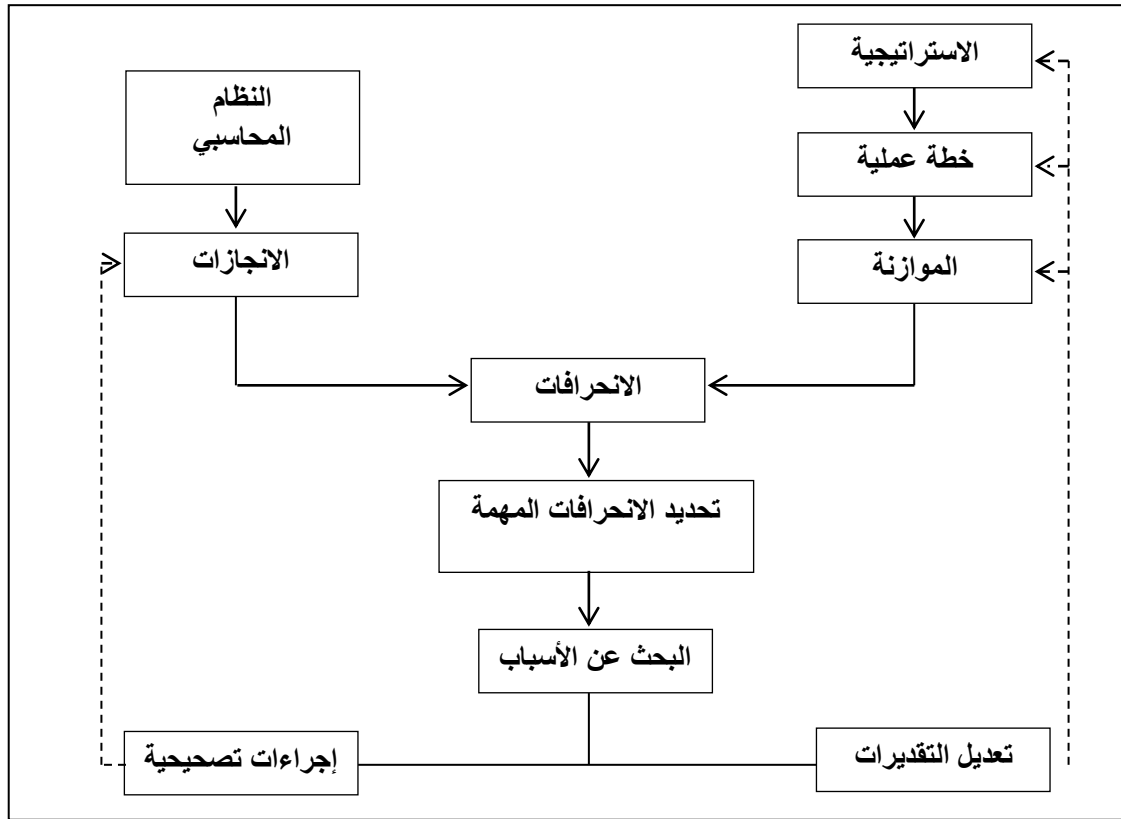 الاستراتيجية
النظام
المحاسبي
خطة عملية
الانجازات
الموازنة
الانحرافات
تحديد الانحرافات المهمة
البحث عن الأسباب
تعديل التقديرات
إجراءات تصحيحية